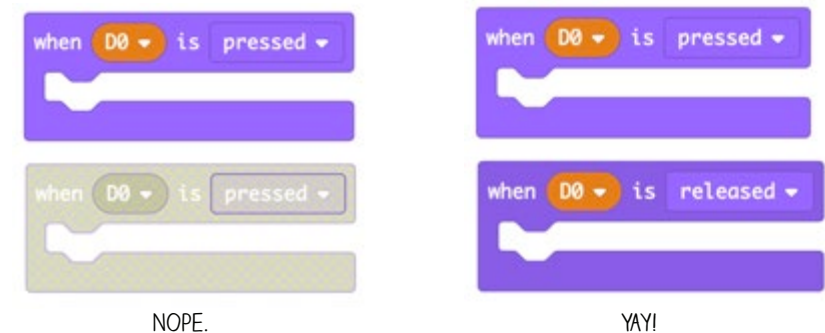 when D0 is pressed
when D0 is pressed
when D0 is pressed
when D0 is released
NOPE.
YAY!